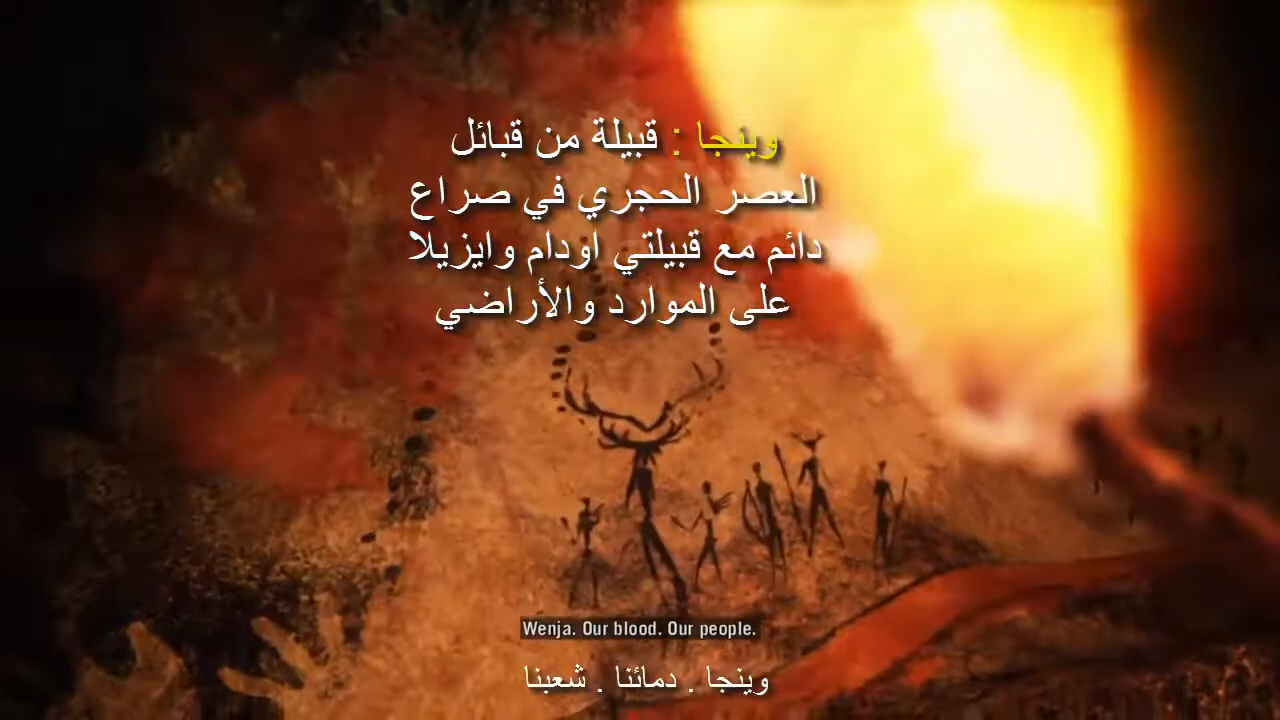 وينجا : قبيلة من قبائل
العصر الحجري في صراع
دائم مع قبيلتي اودام وايزيلا
على الموارد والأراضي
Wenja. Our blood. Our people.
وينجا . دمائنا . شعبنا